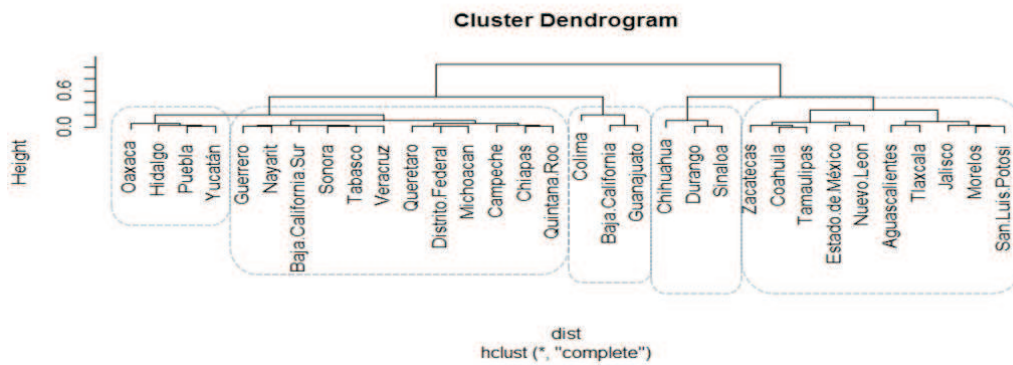 Cluster Dendrogram
Height
0.0 0.6
Oaxaca
Hidalgo
Puebla
Yucatán
Guerrero
Nayarit
Baja.California.Sur
Sonora
Tabasco
Veracruz
Queretaro
Distrito.Federal
Michoacan
Campeche
Chiapas
Quintana.Roo
Colima
Baja.California
Guanajuato
Chihuahua
Durango
Sinaloa
Zacatecas
Coahuila
Tamaulipas
Estado.de.México
Nuevo.Leon
Aguascalientes
Tlaxcala
Jalisco
Morelos
San.Luis.Potosi
dist
hclust (*, "complete")